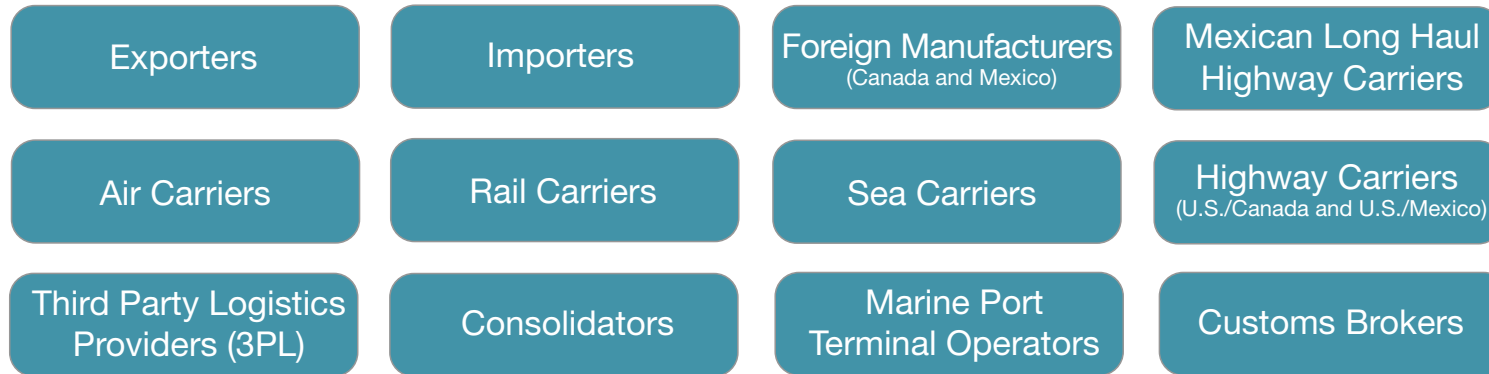 Exporters
Importers
Foreign Manufacturers
(Canada and Mexico)
Mexican Long Haul
Highway Carriers
Air Carriers
Rail Carriers
Sea Carriers
Highway Carriers
(U.S./Canada and U.S./Mexico)
Third Party Logistics
Providers (3PL)
Consolidators
Marine Port
Terminal Operators
Customs Brokers